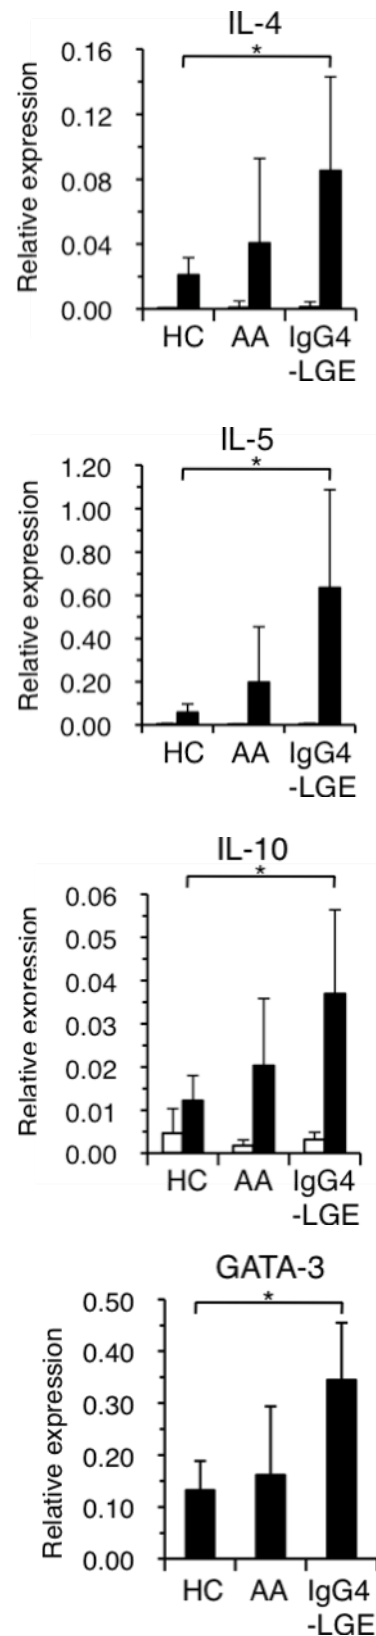 IL-4
*
Relative expression
0.16
0.12
0.08
0.04
0.00
HC AA IgG4
-LGE
IL-5
*
Relative expression
1.20
1.00
0.80
0.60
0.40
0.20
0.00
HC AA IgG4
-LGE
IL-10
*
Relative expression
0.06
0.05
0.04
0.03
0.02
0.01
0.00
HC AA IgG4
-LGE
GATA-3
*
Relative expression
0.50
0.40
0.30
0.20
0.10
0.00
HC AA IgG4
-LGE